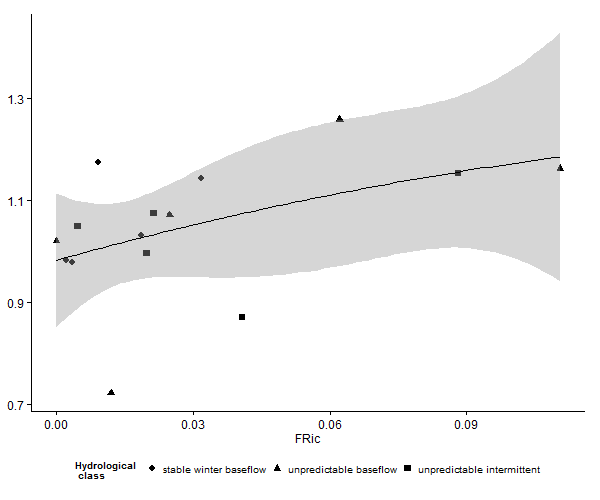 1.3
1.1
0.9
0.7
0.00 0.03 0.06 0.09
FRic
Hydrological
class
stable winter baseflow unpredictable baseflow unpredictable intermittent